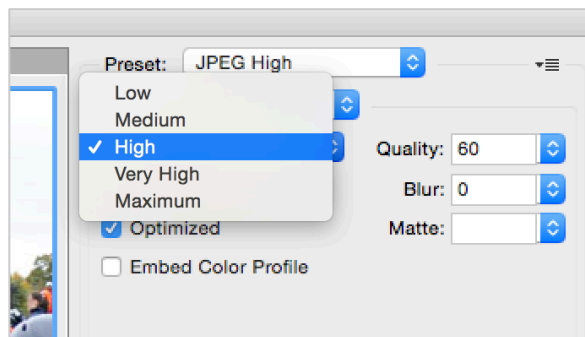 Preset: JPEG High
Low
Medium
✓ High
Very High
Maximum
Quality: 60
Blur: 0
Optimized
Matte:
Embed Color Profile